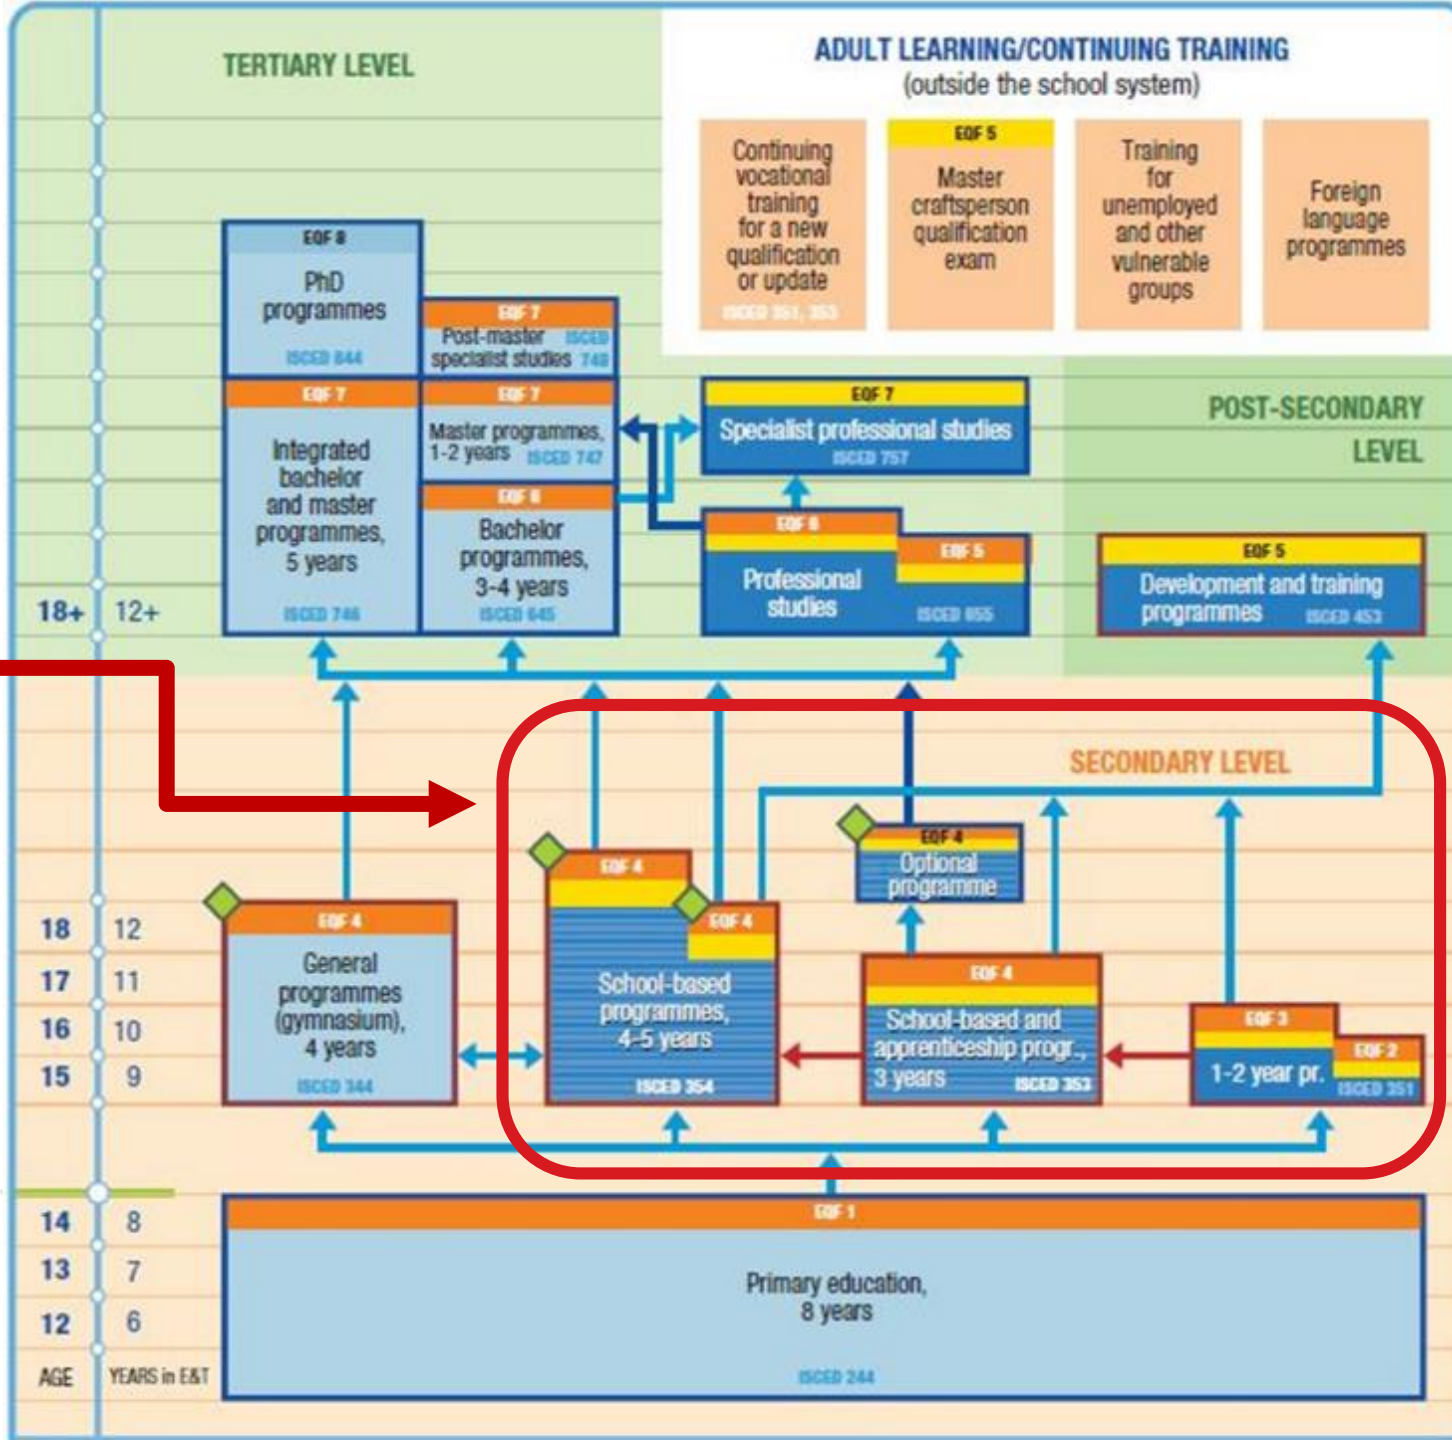 TERTIARY LEVEL
ADULT LEARNING/CONTINUING TRAINING
(outside the school system)
Continuing
vocational
training
for a new
qualification
or update
ISCED 351, 353
EQF 5
Master
craftsperson
qualification
exam
Training
for
unemployed
and other
vulnerable
groups
Foreign
language
programmes
EQF 8
PhD
programmes
ISCED 844
EQF 7
Post-master ISCED
specialist studies 748
EQF 7
Integrated
bachelor
and master
programmes,
5 years
ISCED 746
EQF 7
Master programmes,
1-2 years ISCED 747
EQF 6
Bachelor
programmes,
3-4 years
ISCED 645
EQF 7
Specialist professional studies
ISCED 757
EQF 6
EQF 5
Professional
studies
ISCED 655
POST-SECONDARY
LEVEL
EQF 5
Development and training
programmes ISCED 453
18+ 12+
SECONDARY LEVEL
EQF 4
General
programmes
(gymnasium),
4 years
ISCED 344
EQF 4
EQF 4
School-based
programmes,
4-5 years
ISCED 354
EQF 4
Optional
programme
EQF 4
School-based and
apprenticeship progr.,
3 years ISCED 353
EQF 3
EQF 2
1-2 year pr.
ISCED 351
18 12
17 11
16 10
15 9
EQF 1
Primary education,
8 years
ISCED 244
14 8
13 7
12 6
AGE YEARS in E&T